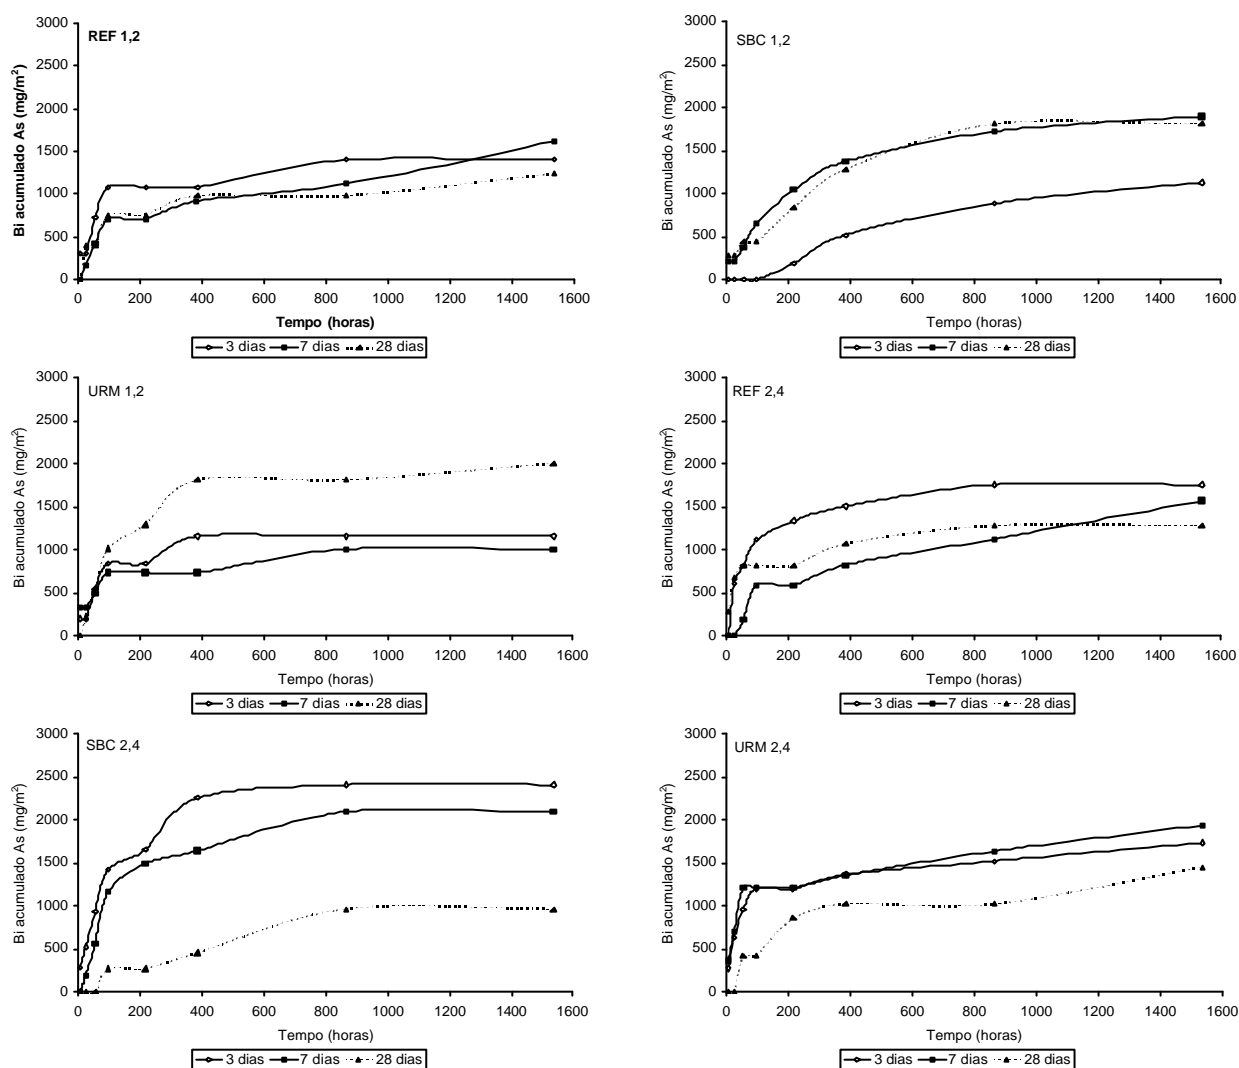 REF 1,2
Bi acumulado As (mg/m²)
3000
2500
2000
1500
1000
500
0
0 200 400 600 800 1000 1200 1400 1600
Tempo (horas)
3 dias 7 dias 28 dias
SBC 1,2
Bi acumulado As (mg/m²)
3000
2500
2000
1500
1000
500
0
0 200 400 600 800 1000 1200 1400 1600
Tempo (horas)
3 dias 7 dias 28 dias
URM 1,2
Bi acumulado As (mg/m²)
3000
2500
2000
1500
1000
500
0
0 200 400 600 800 1000 1200 1400 1600
Tempo (horas)
3 dias 7 dias 28 dias
REF 2,4
Bi acumulado As (mg/m²)
3000
2500
2000
1500
1000
500
0
0 200 400 600 800 1000 1200 1400 1600
Tempo (horas)
3 dias 7 dias 28 dias
SBC 2,4
Bi acumulado As (mg/m²)
3000
2500
2000
1500
1000
500
0
0 200 400 600 800 1000 1200 1400 1600
Tempo (horas)
3 dias 7 dias 28 dias
URM 2,4
Bi acumulado As (mg/m²)
3000
2500
2000
1500
1000
500
0
0 200 400 600 800 1000 1200 1400 1600
Tempo (horas)
3 dias 7 dias 28 dias